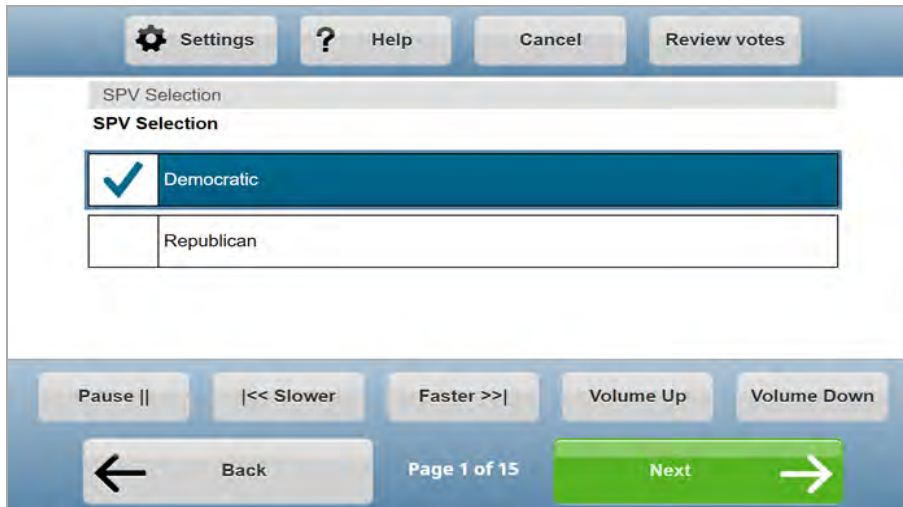 Settings ? Help Cancel Review votes
SPV Selection
SPV Selection
Democratic
Republican
Pause || |<< Slower Faster >>| Volume Up Volume Down
Back Page 1 of 15 Next